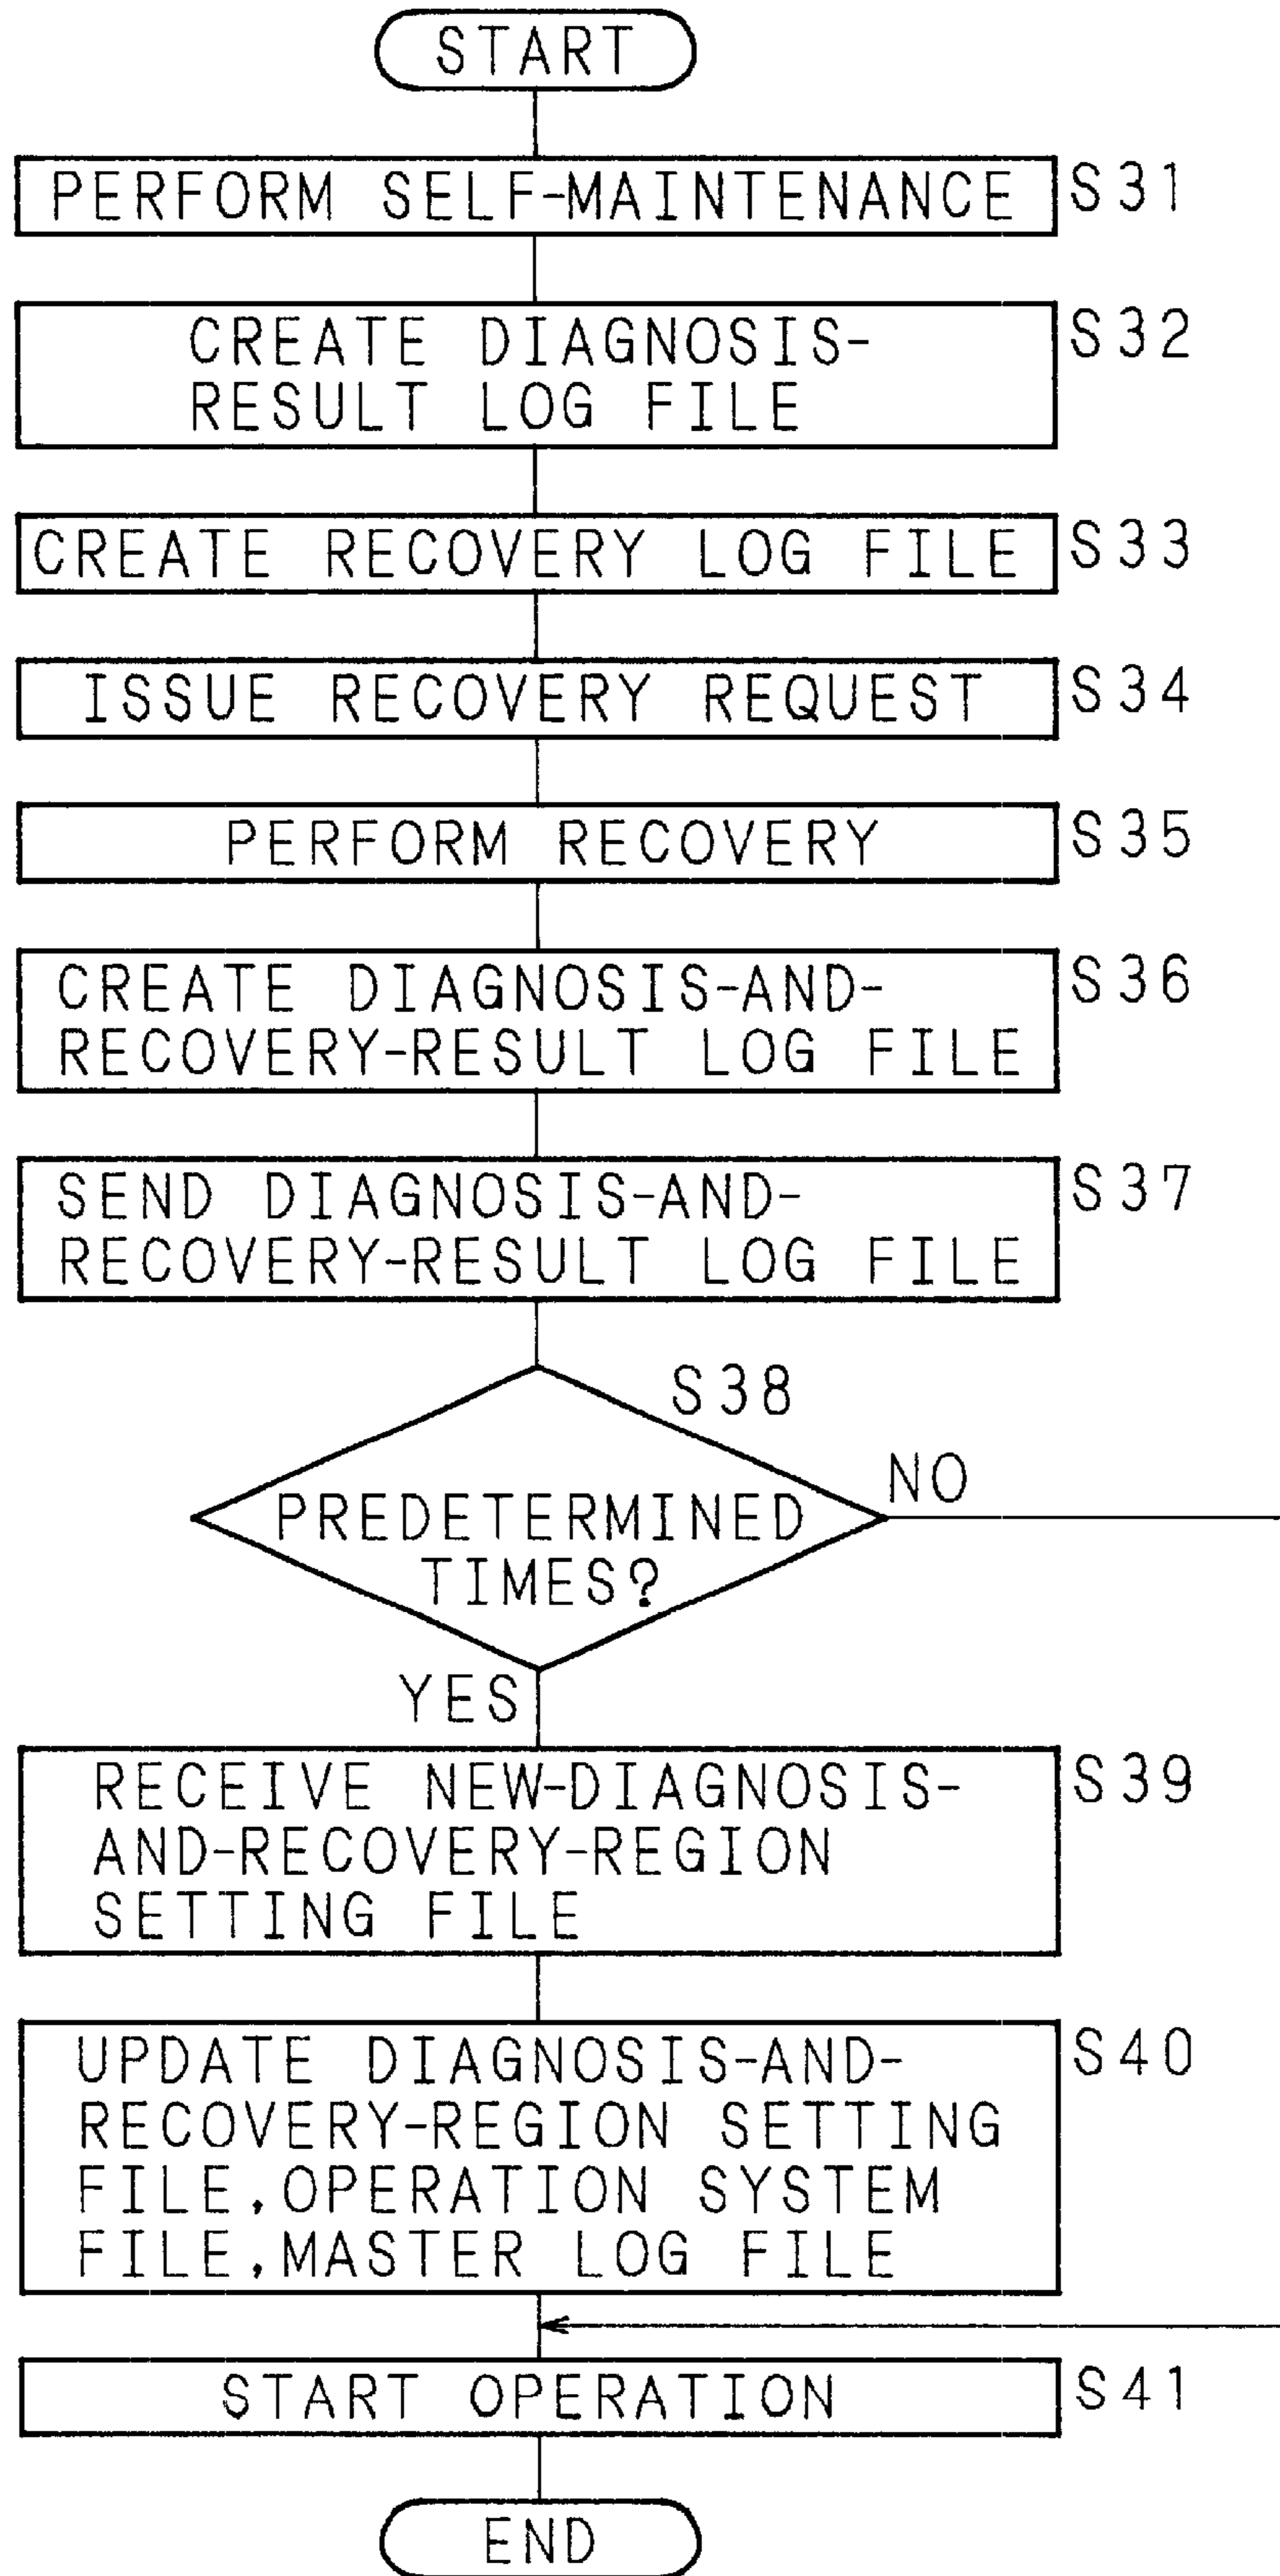 START
PERFORM SELF-MAINTENANCE S31
CREATE DIAGNOSIS- S32
RESULT LOG FILE
CREATE RECOVERY LOG FILE S33
ISSUE RECOVERY REQUEST S34
PERFORM RECOVERY S35
CREATE DIAGNOSIS-AND- S36
RECOVERY-RESULT LOG FILE
SEND DIAGNOSIS-AND- S37
RECOVERY-RESULT LOG FILE
S38
NO
PREDETERMINED
TIMES?
YES
RECEIVE NEW-DIAGNOSIS- S39
AND-RECOVERY-REGION
SETTING FILE
UPDATE DIAGNOSIS-AND- S40
RECOVERY-REGION SETTING
FILE,OPERATION SYSTEM
FILE,MASTER LOG FILE
START OPERATION S41
END